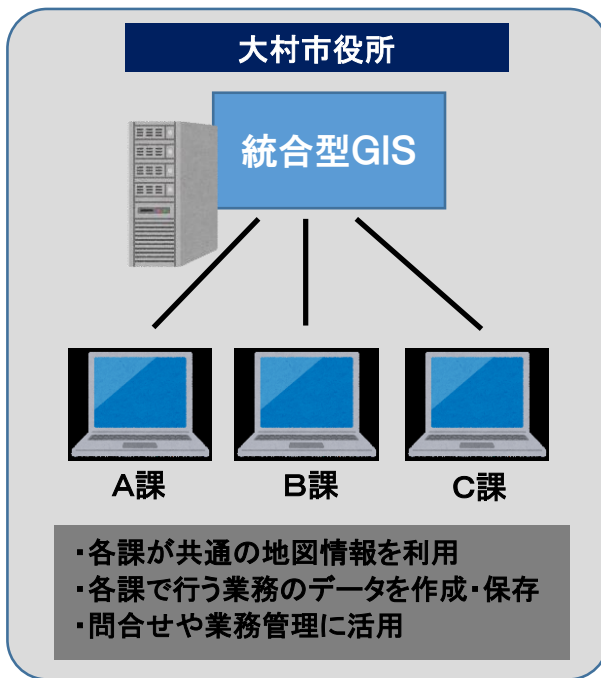 大村市役所
統合型GIS
A課
B課
C課
・各課が共通の地図情報を利用
・各課で行う業務のデータを作成・保存
・問合せや業務管理に活用